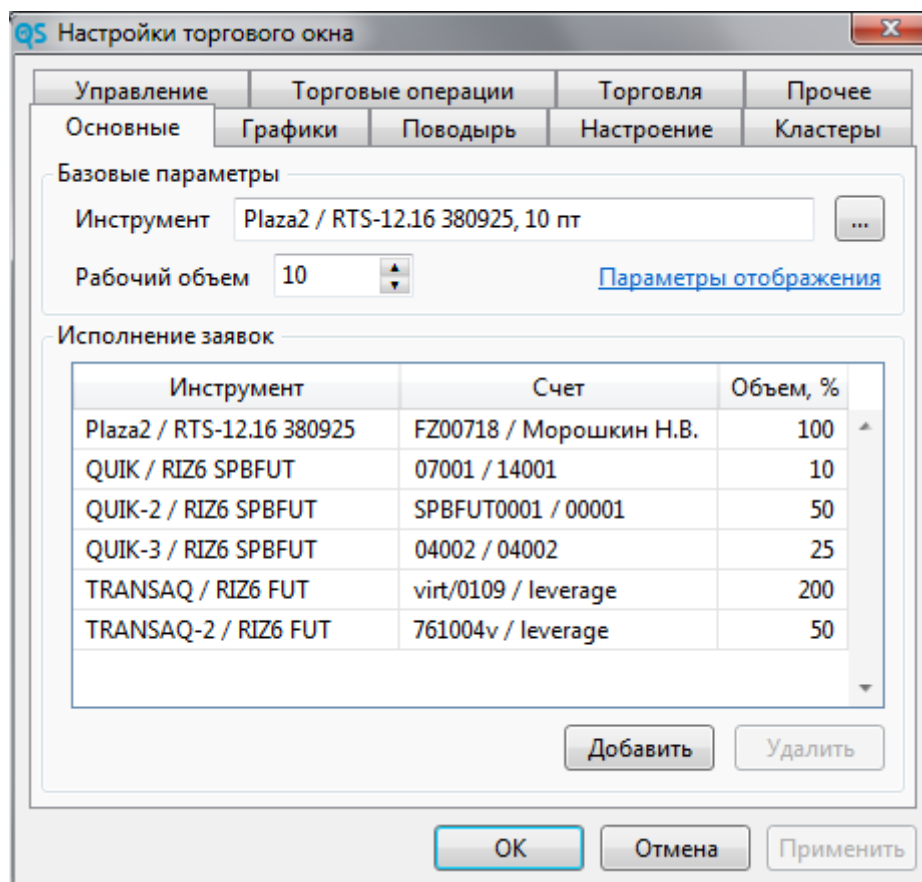 QS Настройки торгового окна
Управление Торговые операции Торговля Прочее
Основные Графики Поводырь Настроение Кластеры
Базовые параметры
Инструмент Plaza2 / RTS-12.16 380925, 10 пт ...
Рабочий объем 10 Параметры отображения
Исполнение заявок
Инструмент Счет Объем, %
Plaza2 / RTS-12.16 380925 FZ00718 / Морошкин Н.В. 100
QUIK / RIZ6 SPBFUT 07001 / 14001 10
QUIK-2 / RIZ6 SPBFUT SPBFUT0001 / 00001 50
QUIK-3 / RIZ6 SPBFUT 04002 / 04002 25
TRANSAQ / RIZ6 FUT virt/0109 / leverage 200
TRANSAQ-2 / RIZ6 FUT 761004v / leverage 50
Добавить Удалить
OK Отмена Применить